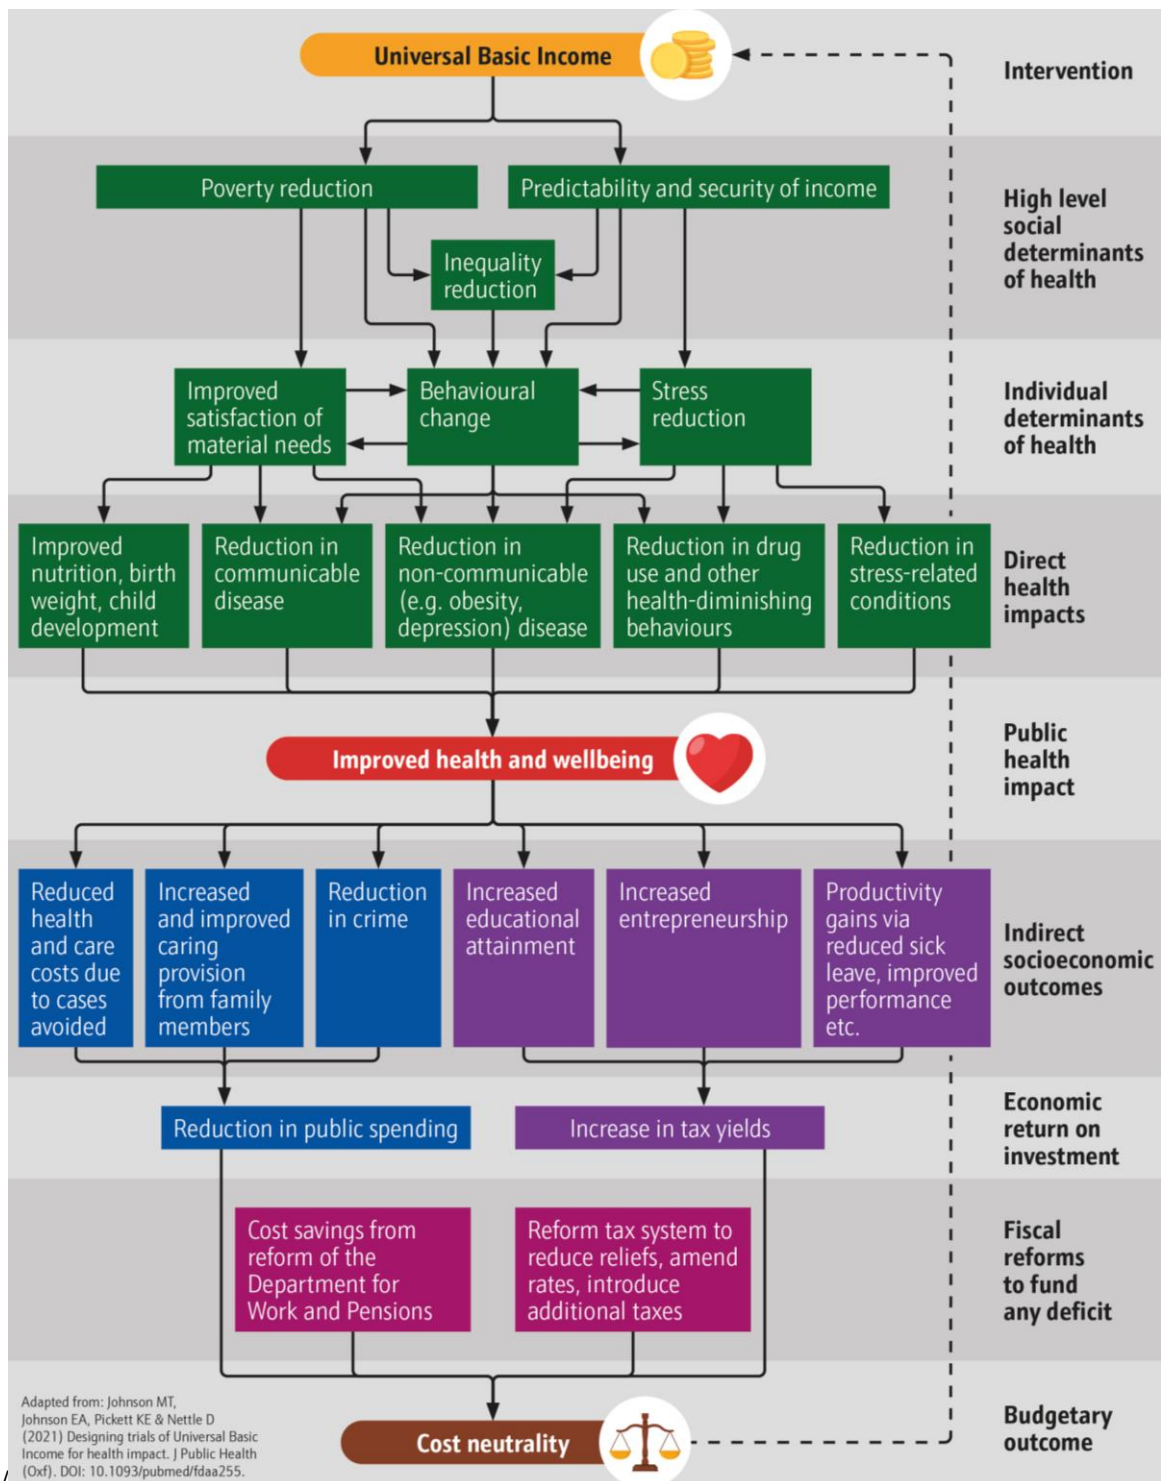 Universal Basic Income
Intervention
Poverty reduction
Predictability and security of income
High level
social
determinants
of health
Inequality
reduction
Improved
satisfaction of
material needs
Behavioural
change
Stress
reduction
Individual
determinants
of health
Improved
nutrition, birth
weight, child
development
Reduction in
communicable
disease
Reduction in
non-communicable
(e.g. obesity,
depression) disease
Reduction in drug
use and other
health-diminishing
behaviours
Reduction in
stress-related
conditions
Direct
health
impacts
Improved health and wellbeing
Public
health
impact
Reduced
health
and care
costs due
to cases
avoided
Increased
and improved
caring
provision
from family
members
Reduction
in crime
Increased
educational
attainment
Increased
entrepreneurship
Productivity
gains via
reduced sick
leave, improved
performance
etc.
Indirect
socioeconomic
outcomes
Reduction in public spending
Increase in tax yields
Economic
return on
investment
Cost savings from
reform of the
Department for
Work and Pensions
Reform tax system to
reduce reliefs, amend
rates, introduce
additional taxes
Fiscal
reforms
to fund
any deficit
Adapted from: Johnson MT,
Johnson EA, Pickett KE & Nettle D
(2021) Designing trials of Universal Basic
Income for health impact. J Public Health
(Oxf). DOI: 10.1093/pubmed/fdaa255.
Cost neutrality
Budgetary
outcome